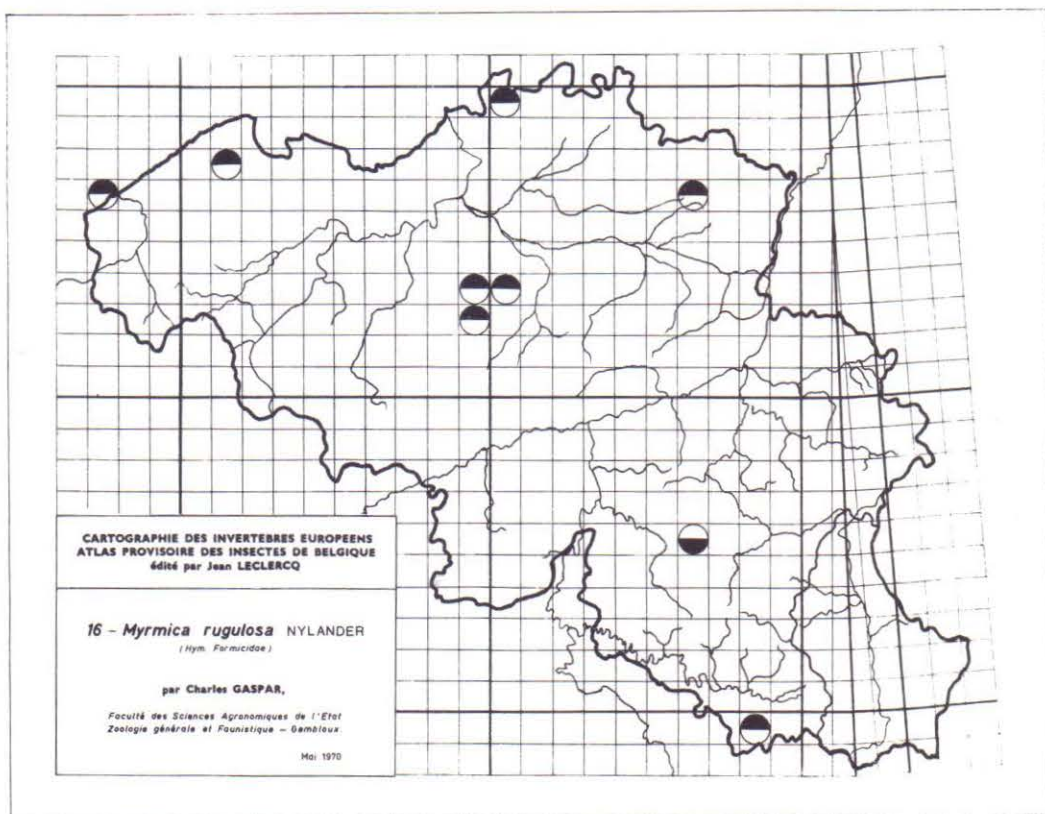 CARTOGRAPHIE DES INVERTEBRES EUROPEENS
ATLAS PROVISOIRE DES INSECTES DE BELGIQUE
édité par Jean LECLERCQ
16 – Myrmica rugulosa NYLANDER
(Hym. Formicidae)
par Charles GASPAR,
Faculté des Sciences Agronomiques de l'Etat
Zoologie générale et Faunistique – Gembloux.
Mai 1970